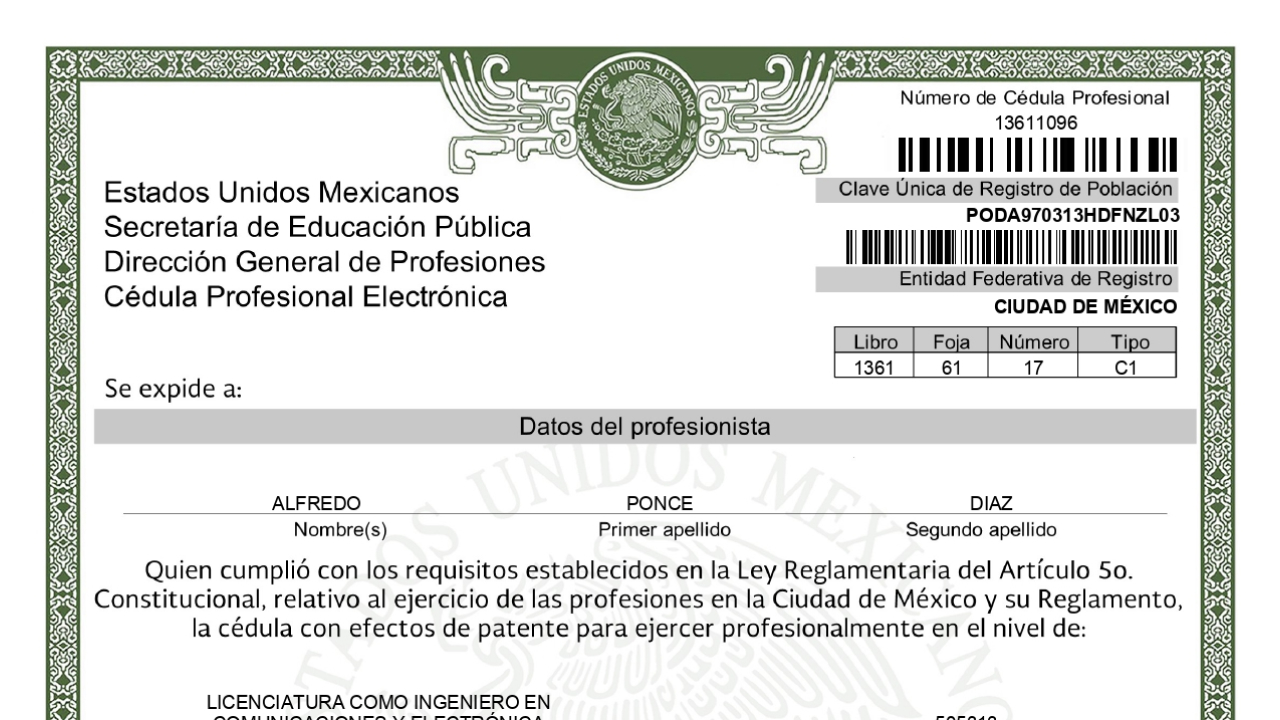 ESTADOS UNIDOS MEXICANOS
Número de Cédula Profesional
13611096
Clave Única de Registro de Población
PODA970313HDFNZL03
Entidad Federativa de Registro
CIUDAD DE MÉXICO
Estados Unidos Mexicanos
Secretaría de Educación Pública
Dirección General de Profesiones
Cédula Profesional Electrónica
Libro Foja Número Tipo
1361 61 17 C1
Se expide a:
Datos del profesionista
ALFREDO PONCE DIAZ
Nombre(s) Primer apellido Segundo apellido
Quien cumplió con los requisitos establecidos en la Ley Reglamentaria del Artículo 5o.
Constitucional, relativo al ejercicio de las profesiones en la Ciudad de México y su Reglamento,
la cédula con efectos de patente para ejercer profesionalmente en el nivel de:
LICENCIATURA COMO INGENIERO EN
COMUNICACIONES Y ELECTRÓNICA